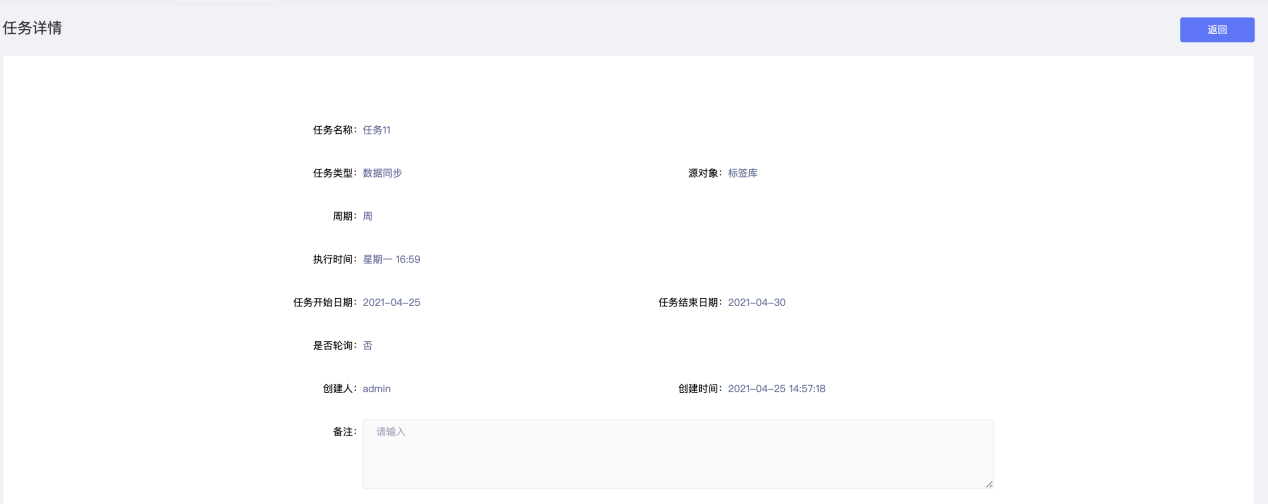 任务详情
返回
任务名称：任务11
任务类型：数据同步 源对象：标签库
周期：周
执行时间：星期一 16:59
任务开始日期：2021-04-25 任务结束日期：2021-04-30
是否轮询：否
创建人：admin 创建时间：2021-04-25 14:57:18
备注：请输入